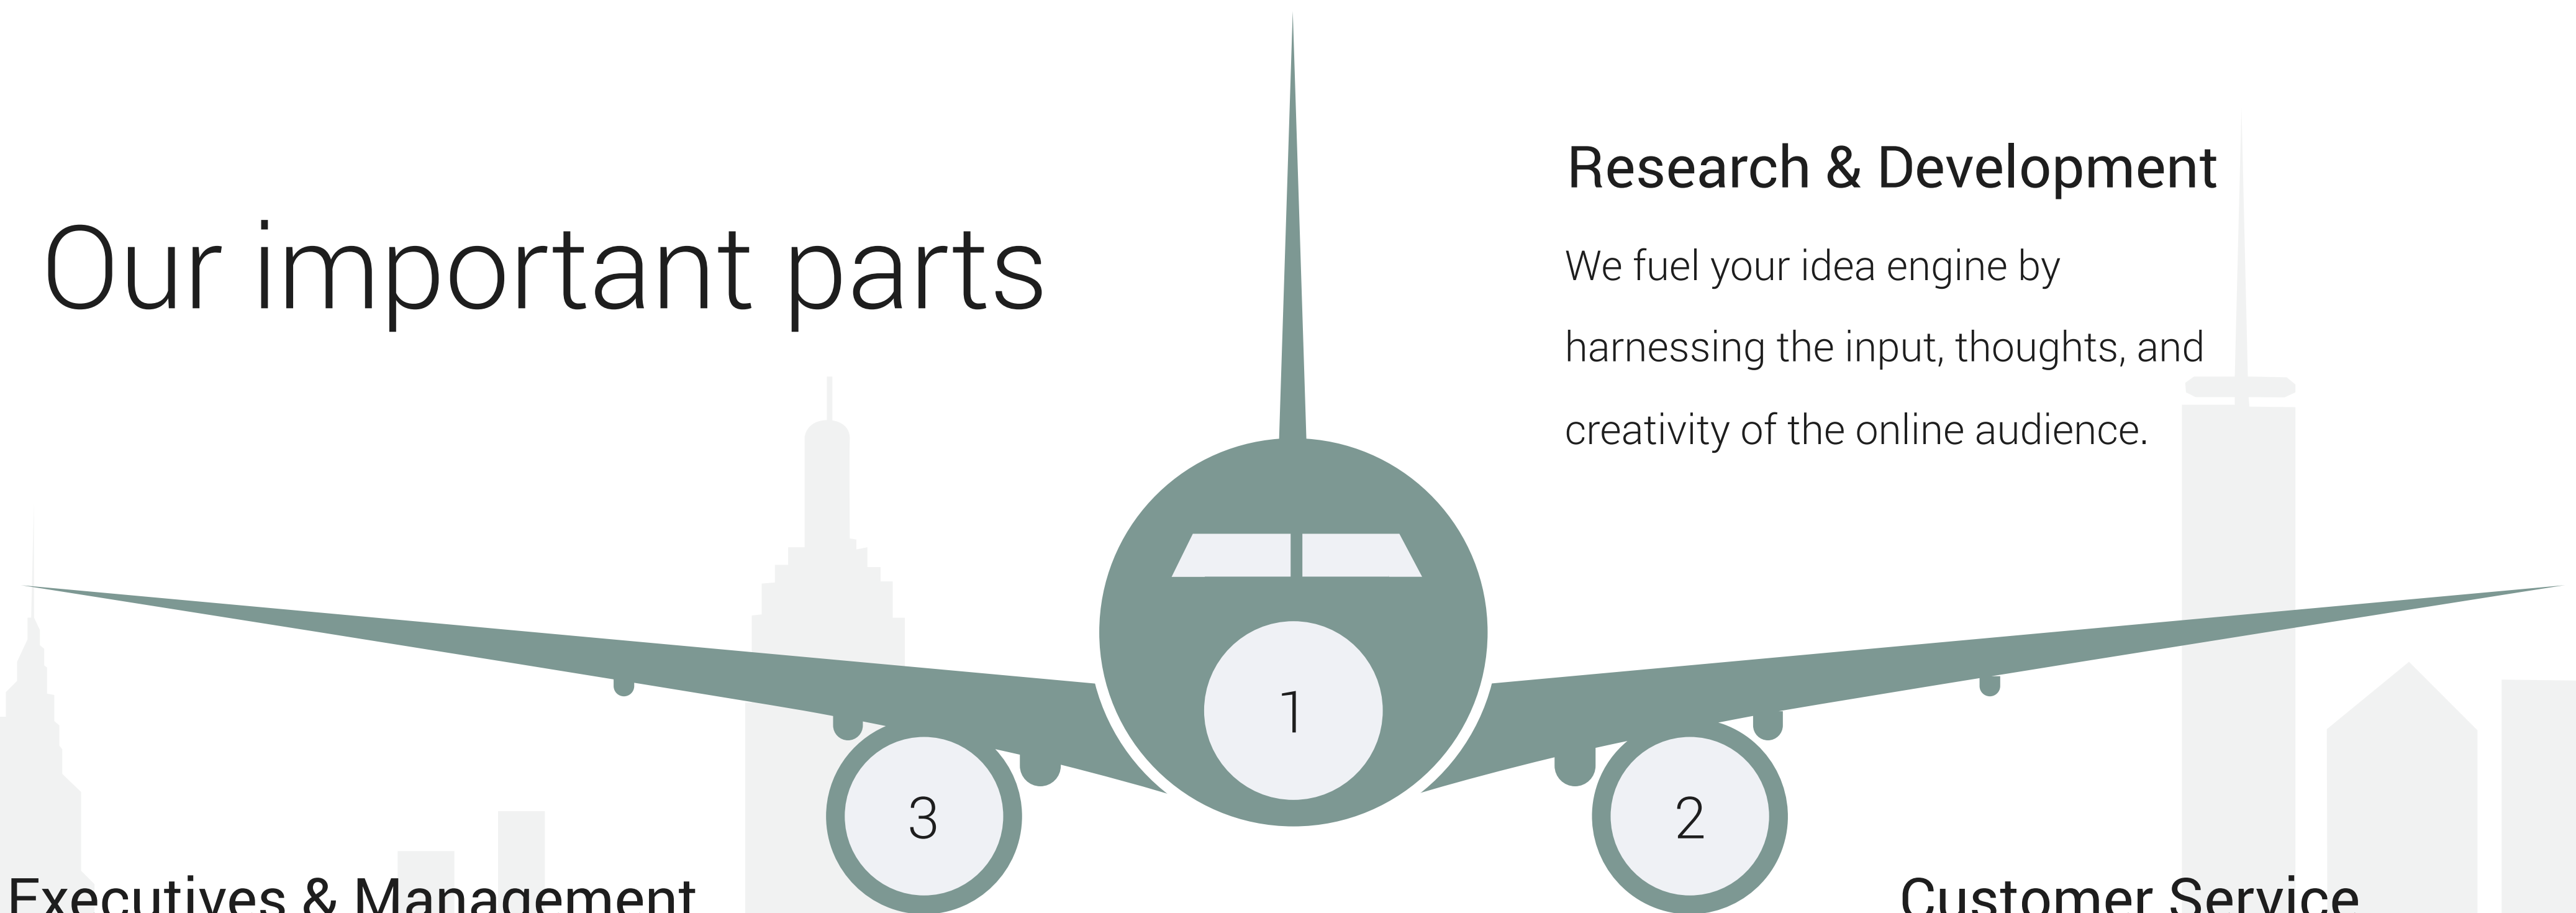 Our important parts
Research & Development
We fuel your idea engine by
harnessing the input, thoughts, and
creativity of the online audience.
1
3
2
Executives & Management
Customer Service